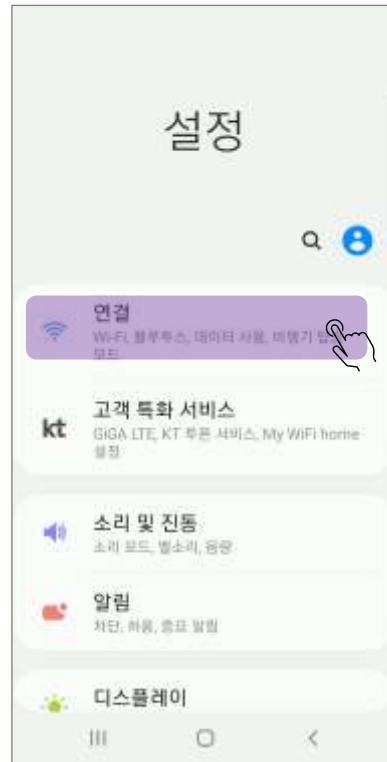 설정
연결
Wi-Fi, 블루투스, 데이터 사용, 비행기 탑승
모드
kt
고객 특화 서비스
GiGA LTE, KT 투폰 서비스, My WiFi home
설정
소리 및 진동
소리 모드, 벨소리, 음량
알림
차단, 허용, 중요 알림
디스플레이